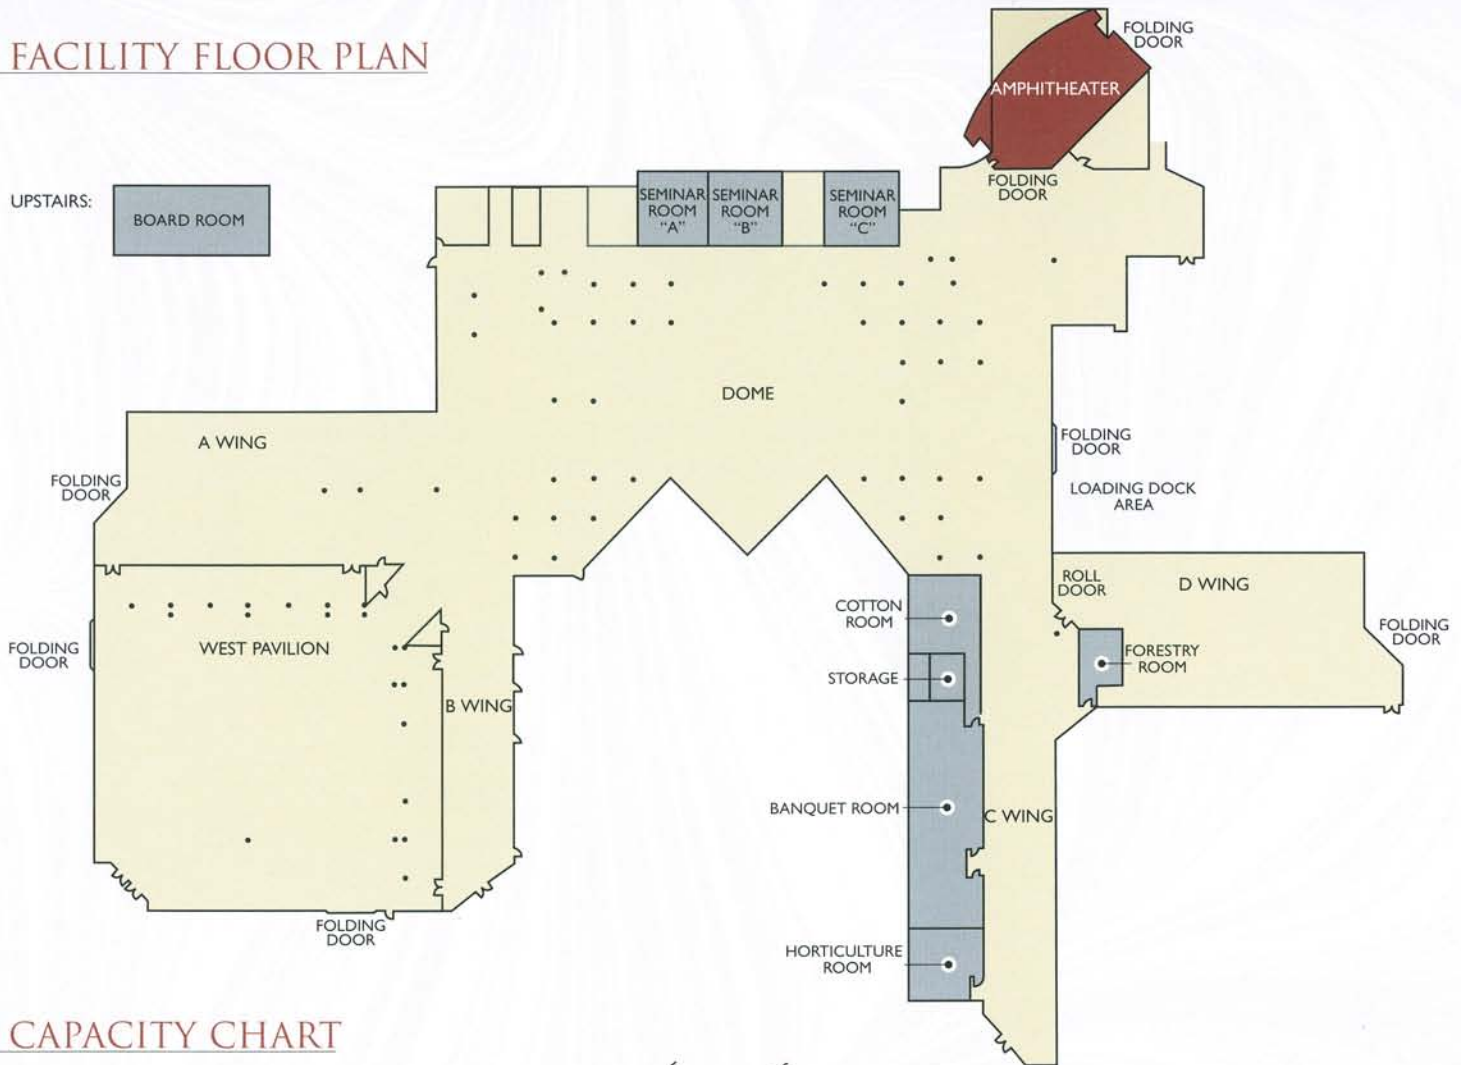 FACILITY FLOOR PLAN
FOLDING
DOOR
AMPHITHEATER
FOLDING
DOOR
UPSTAIRS:
BOARD ROOM
SEMINAR
ROOM
"A"
SEMINAR
ROOM
"B"
SEMINAR
ROOM
"C"
DOME
A WING
FOLDING
DOOR
FOLDING
DOOR
LOADING DOCK
AREA
ROLL
DOOR
D WING
FOLDING
DOOR
COTTON
ROOM
FORESTRY
ROOM
FOLDING
DOOR
WEST PAVILION
STORAGE
B WING
BANQUET ROOM
C WING
FOLDING
DOOR
HORTICULTURE
ROOM
CAPACITY CHART